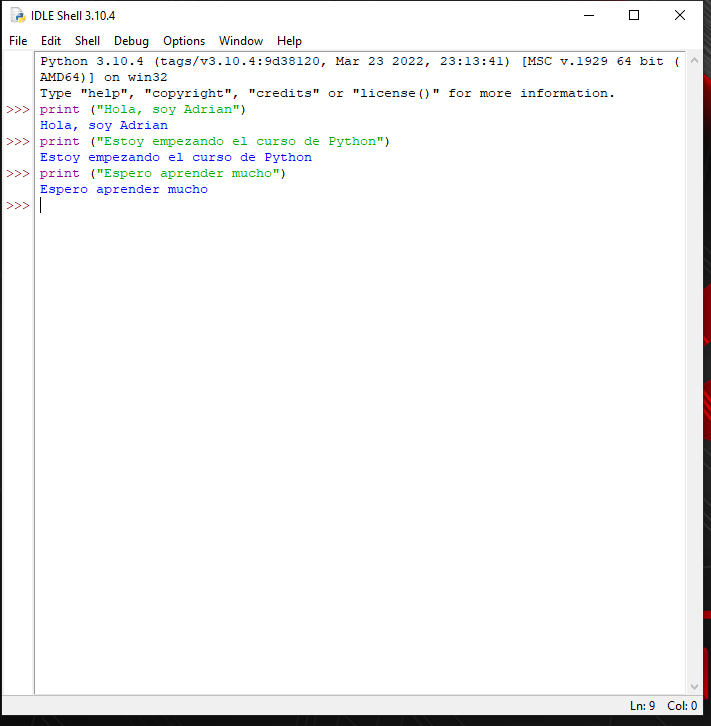 IDLE Shell 3.10.4
File Edit Shell Debug Options Window Help
Python 3.10.4 (tags/v3.10.4:9d38120, Mar 23 2022, 23:13:41) [MSC v.1929 64 bit (
AMD64)] on win32
Type "help", "copyright", "credits" or "license()" for more information.
>>> print ("Hola, soy Adrian")
Hola, soy Adrian
>>> print ("Estoy empezando el curso de Python")
Estoy empezando el curso de Python
>>> print ("Espero aprender mucho")
Espero aprender mucho
>>>
Ln: 9 Col: 0